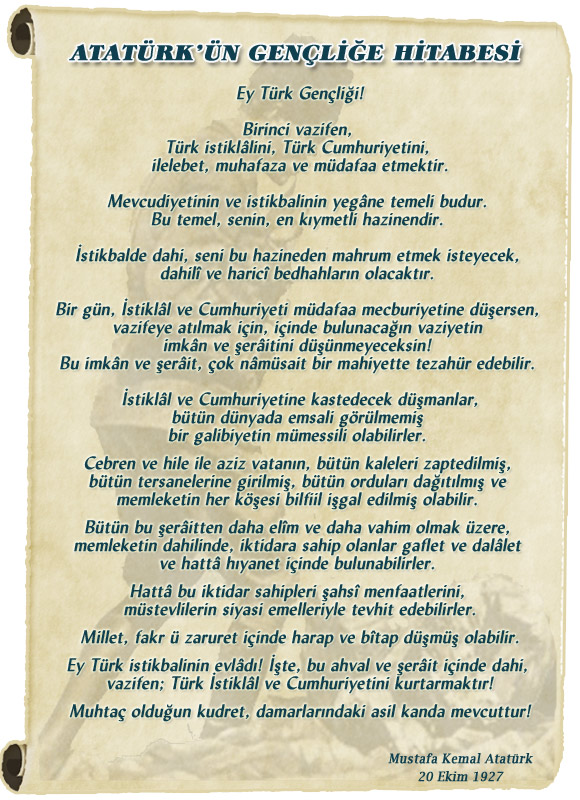 ATATÜRK'ÜN GENÇLİĞE HİTABESİ
Ey Türk Gençliği!
Birinci vazifen,
Türk istiklâlini, Türk Cumhuriyetini,
ilelebet, muhafaza ve müdafaa etmektir.
Mevcudiyetinin ve istikbalinin yegâne temeli budur.
Bu temel, senin, en kıymetli hazinendir.
İstikbalde dahi, seni bu hazineden mahrum etmek isteyecek,
dahilî ve haricî bedhahların olacaktır.
Bir gün, İstiklâl ve Cumhuriyeti müdafaa mecburiyetine düşersen,
vazifeye atılmak için, içinde bulunacağın vaziyetin
imkân ve şerâitini düşünmeyeceksin!
Bu imkân ve şerâit, çok nâmüsait bir mahiyette tezahür edebilir.
İstiklâl ve Cumhuriyetine kastedecek düşmanlar,
bütün dünyada emsali görülmemiş
bir galibiyetin mümessili olabilirler.
Cebren ve hile ile aziz vatanın, bütün kaleleri zaptedilmiş,
bütün tersanelerine girilmiş, bütün orduları dağıtılmış ve
memleketin her köşesi bilfiil işgal edilmiş olabilir.
Bütün bu şerâitten daha elîm ve daha vahim olmak üzere,
memleketin dahilinde, iktidara sahip olanlar gaflet ve dalâlet
ve hattâ hıyanet içinde bulunabilirler.
Hattâ bu iktidar sahipleri şahsî menfaatlerini,
müstevlilerin siyasi emelleriyle tevhit edebilirler.
Millet, fakr ü zaruret içinde harap ve bîtap düşmüş olabilir.
Ey Türk istikbalinin evlâdı! İşte, bu ahval ve şerâit içinde dahi,
vazifen; Türk İstiklâl ve Cumhuriyetini kurtarmaktır!
Muhtaç olduğun kudret, damarlarındaki asil kanda mevcuttur!
Mustafa Kemal Atatürk
20 Ekim 1927